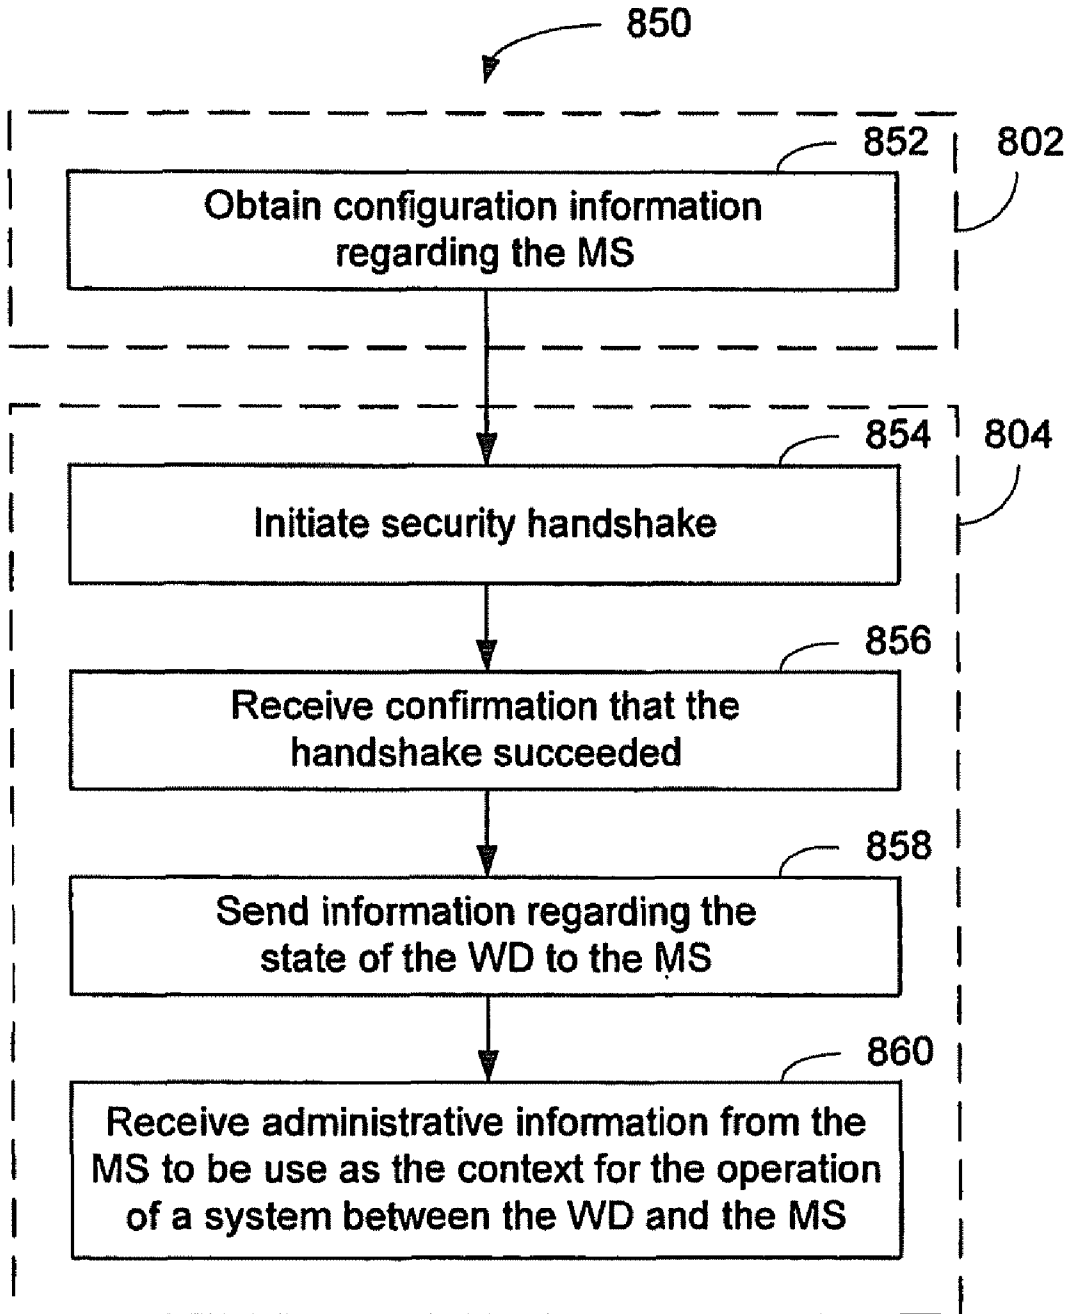 850
852
802
Obtain configuration information
regarding the MS
854
804
Initiate security handshake
856
Receive confirmation that the
handshake succeeded
858
Send information regarding the
state of the WD to the MS
860
Receive administrative information from the
MS to be use as the context for the operation
of a system between the WD and the MS